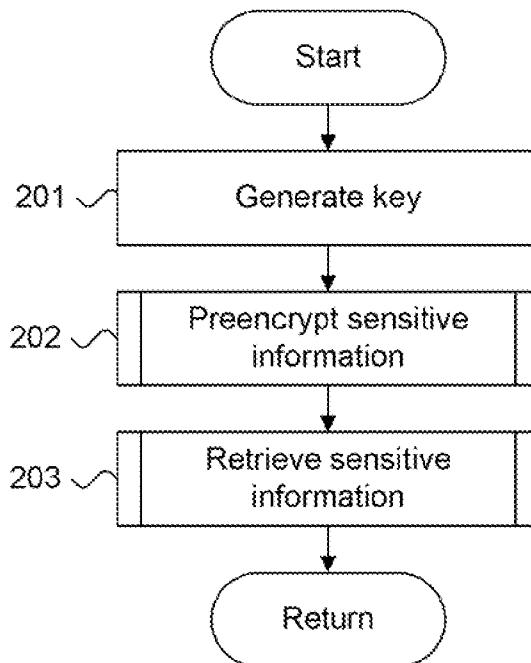 Start
201
Generate key
202
Preencrypt sensitive
information
203
Retrieve sensitive
information
Return